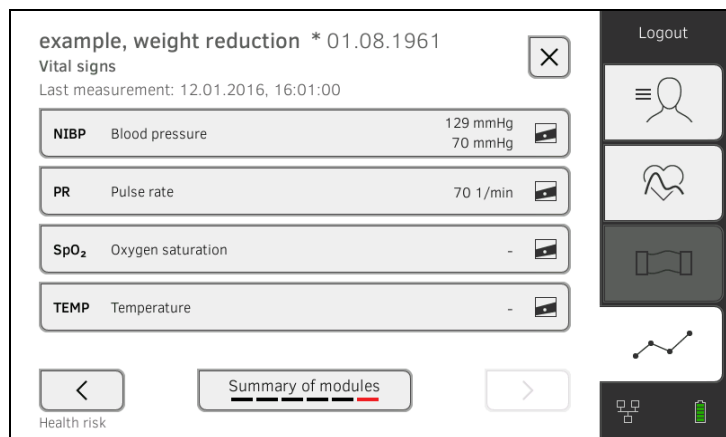 example, weight reduction * 01.08.1961
Logout
Vital signs
Last measurement: 12.01.2016, 16:01:00
NIBP Blood pressure 129 mmHg
70 mmHg
PR Pulse rate 70 1/min
SpO₂ Oxygen saturation -
TEMP Temperature -
Summary of modules
Health risk